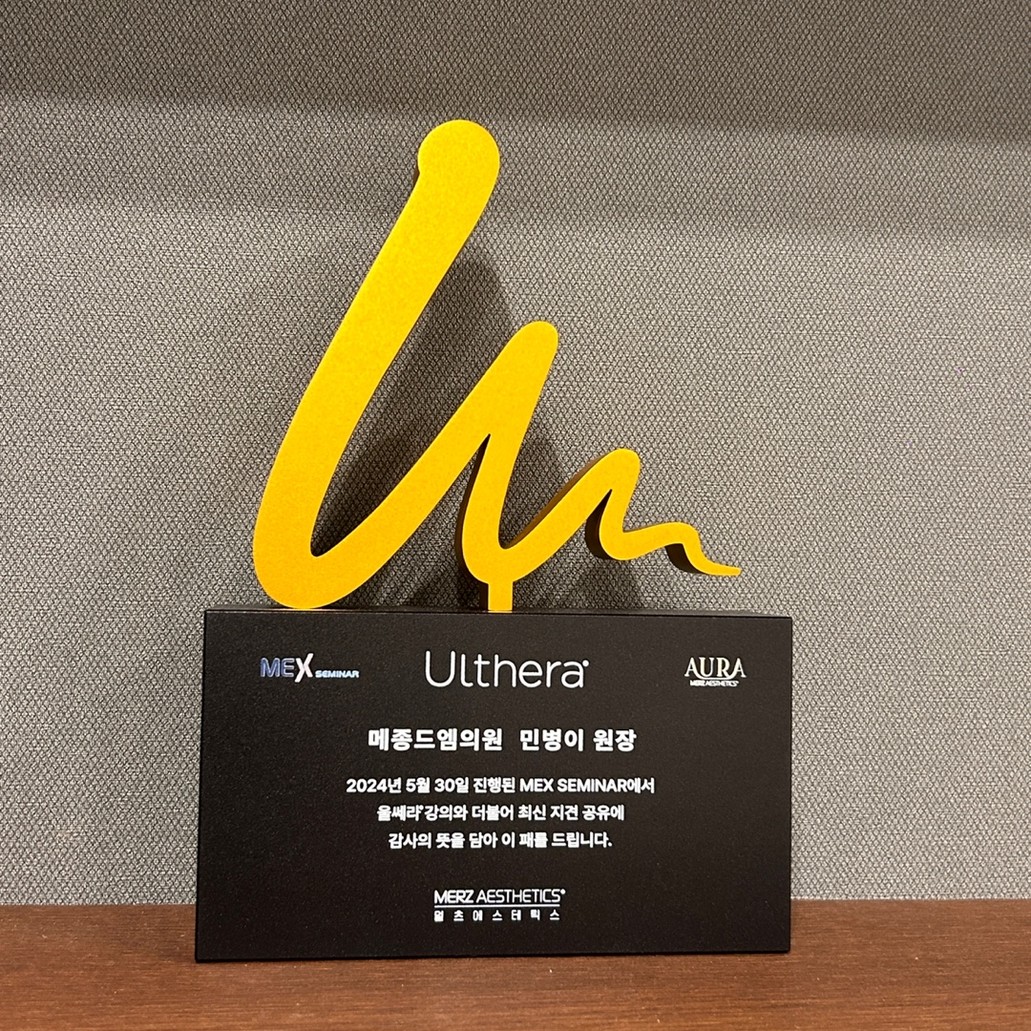 MEX SEMINAR
Ulthera
AURA
MERZ AESTHETICS
메종드엠의원 민병이 원장
2024년 5월 30일 진행된 MEX SEMINAR에서
울쎄라 강의와 더불어 최신 지견 공유에
감사의 뜻을 담아 이 패를 드립니다.
MERZ AESTHETICS
멀츠에스테틱스